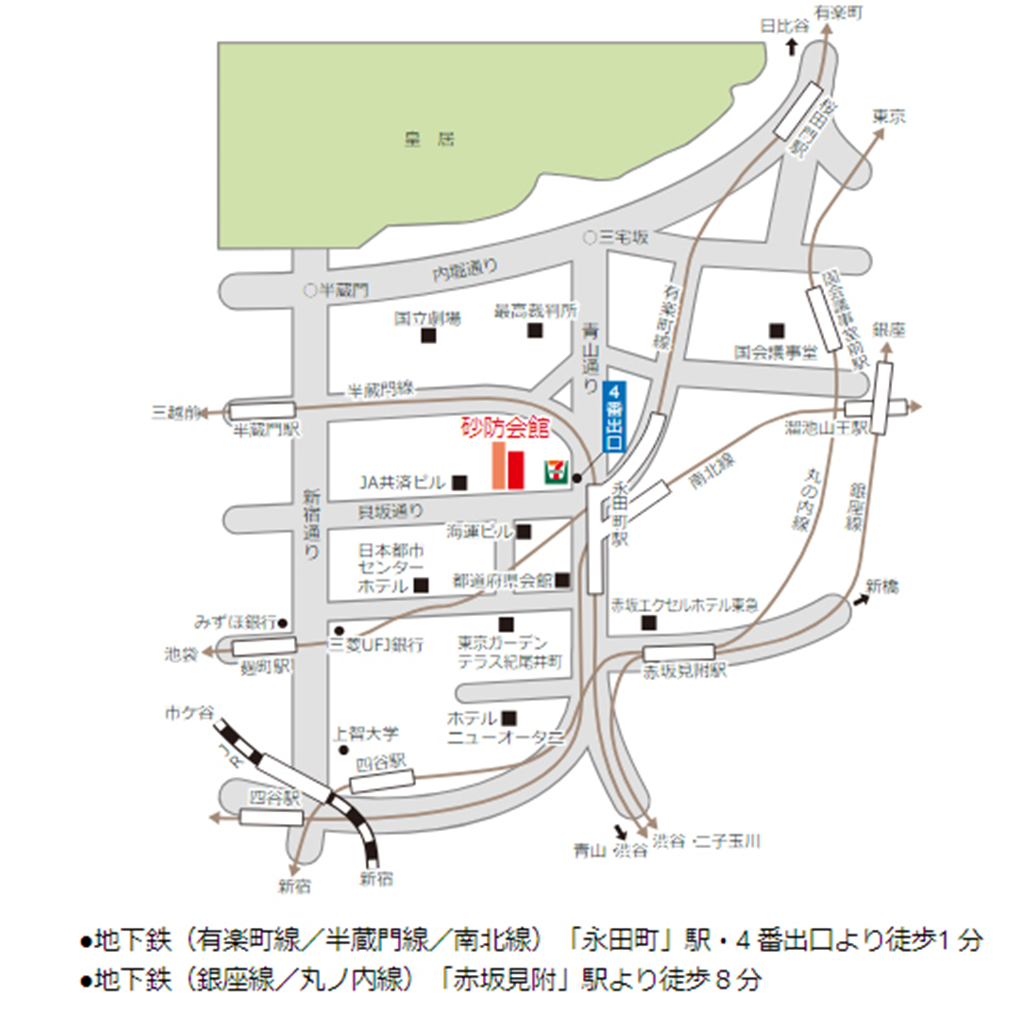 有楽町
日比谷
桜田門駅
東京
皇 居
○三宅坂
内堀通り
○半蔵門
国立劇場
最高裁判所
青山通り
有楽町線
国会議事堂前駅
国会議事堂
銀座
半蔵門線
三越前
半蔵門駅
4番出口
砂防会館
溜池山王駅
JA共済ビル
南北線
丸の内線
銀座線
永田町駅
新宿通り
貝坂通り
海運ビル
日本都市
センター
ホテル
都道府県会館
赤坂エクセルホテル東急
新橋
みずほ銀行
三菱UFJ銀行
東京ガーデン
テラス紀尾井町
池袋
麹町駅
赤坂見附駅
市ケ谷
JR
上智大学
ホテル
ニューオータニ
四谷駅
四谷駅
青山・渋谷
渋谷・二子玉川
新宿
新宿
●地下鉄（有楽町線／半蔵門線／南北線）「永田町」駅・4 番出口より徒歩1 分
●地下鉄（銀座線／丸ノ内線）「赤坂見附」駅より徒歩 8 分